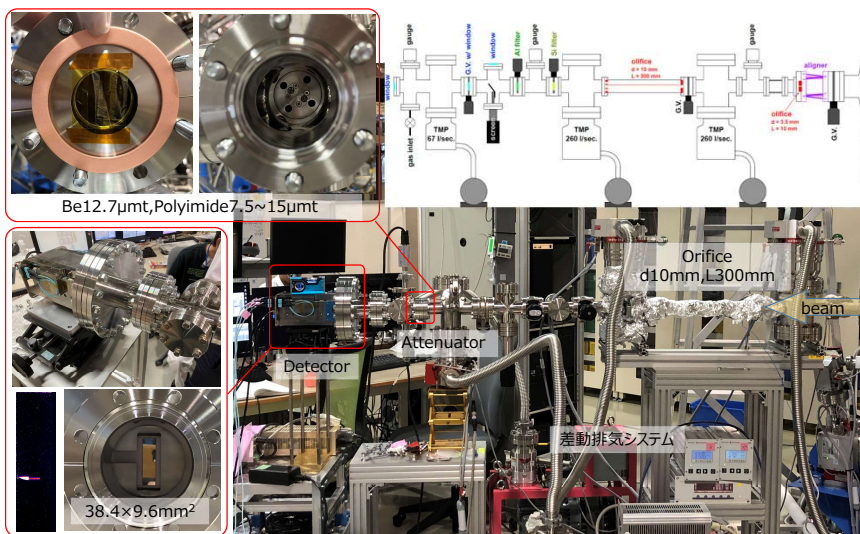 gauge
G.V. w/ window
window
Al filter
gauge
Si filter
orifice
d = 10 mm
L = 300 mm
gauge
aligner
window
G.V.
orifice
d = 3.5 mm
L = 10 mm
G.V.
gas inlet
TMP
67 l/sec.
screen
TMP
260 l/sec.
TMP
260 l/sec.
Be12.7μmt,Polyimide7.5~15μmt
Orifice
d10mm,L300mm
beam
Attenuator
Detector
差動排気システム
38.4×9.6mm²